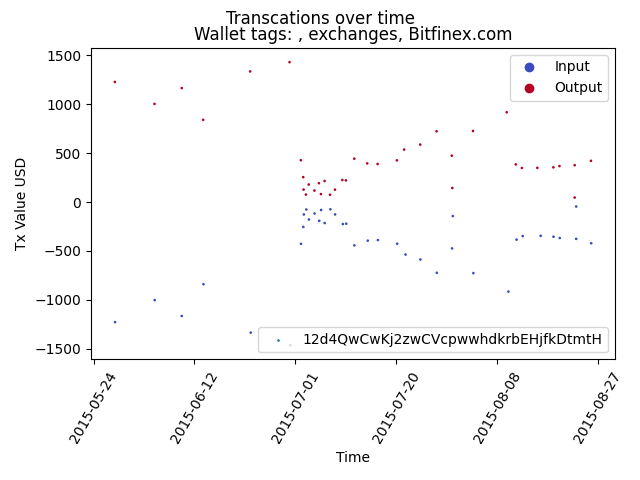 Transcations over time
Wallet tags: , exchanges, Bitfinex.com
1500
1000
500
0
−500
−1000
−1500
Tx Value USD
Input
Output
12d4QwCwKj2zwCVcpwwhdkrbEHjfkDtmtH
2015-05-24
2015-06-12
2015-07-01
2015-07-20
2015-08-08
2015-08-27
Time